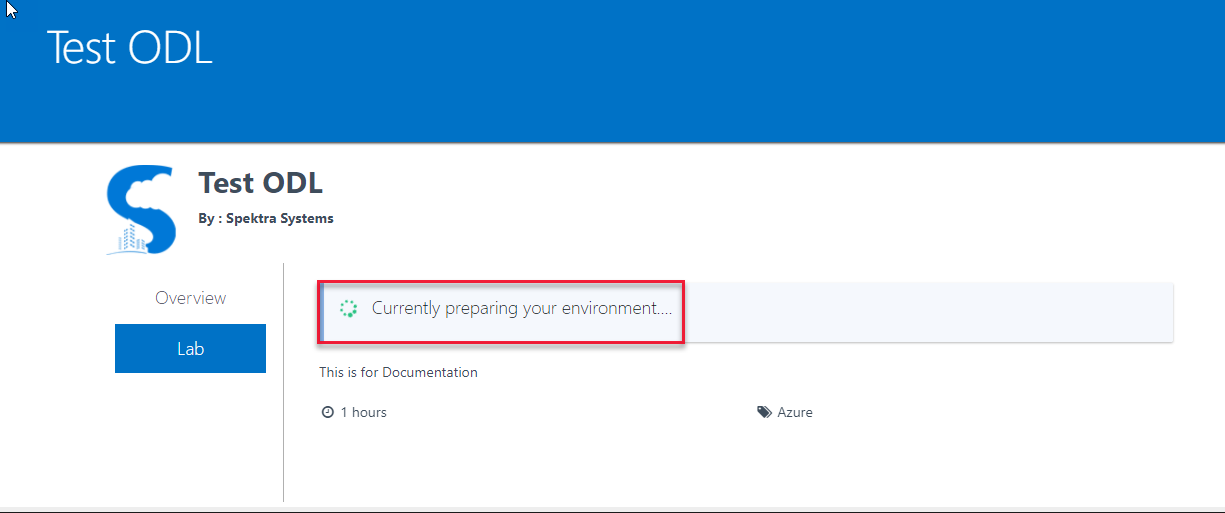 Test ODL
Test ODL
By : Spektra Systems
Overview
Lab
Currently preparing your environment....
This is for Documentation
1 hours
Azure